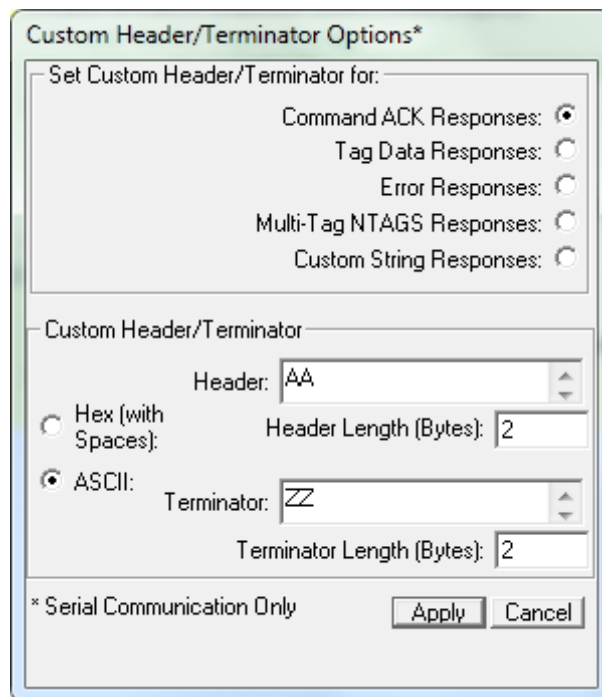 Custom Header/Terminator Options*
Set Custom Header/Terminator for:
Command ACK Responses:
Tag Data Responses:
Error Responses:
Multi-Tag NTAGS Responses:
Custom String Responses:
Custom Header/Terminator
Header: AA
Hex (with
Spaces):
Header Length (Bytes): 2
ASCII:
Terminator: ZZ
Terminator Length (Bytes): 2
* Serial Communication Only
Apply Cancel